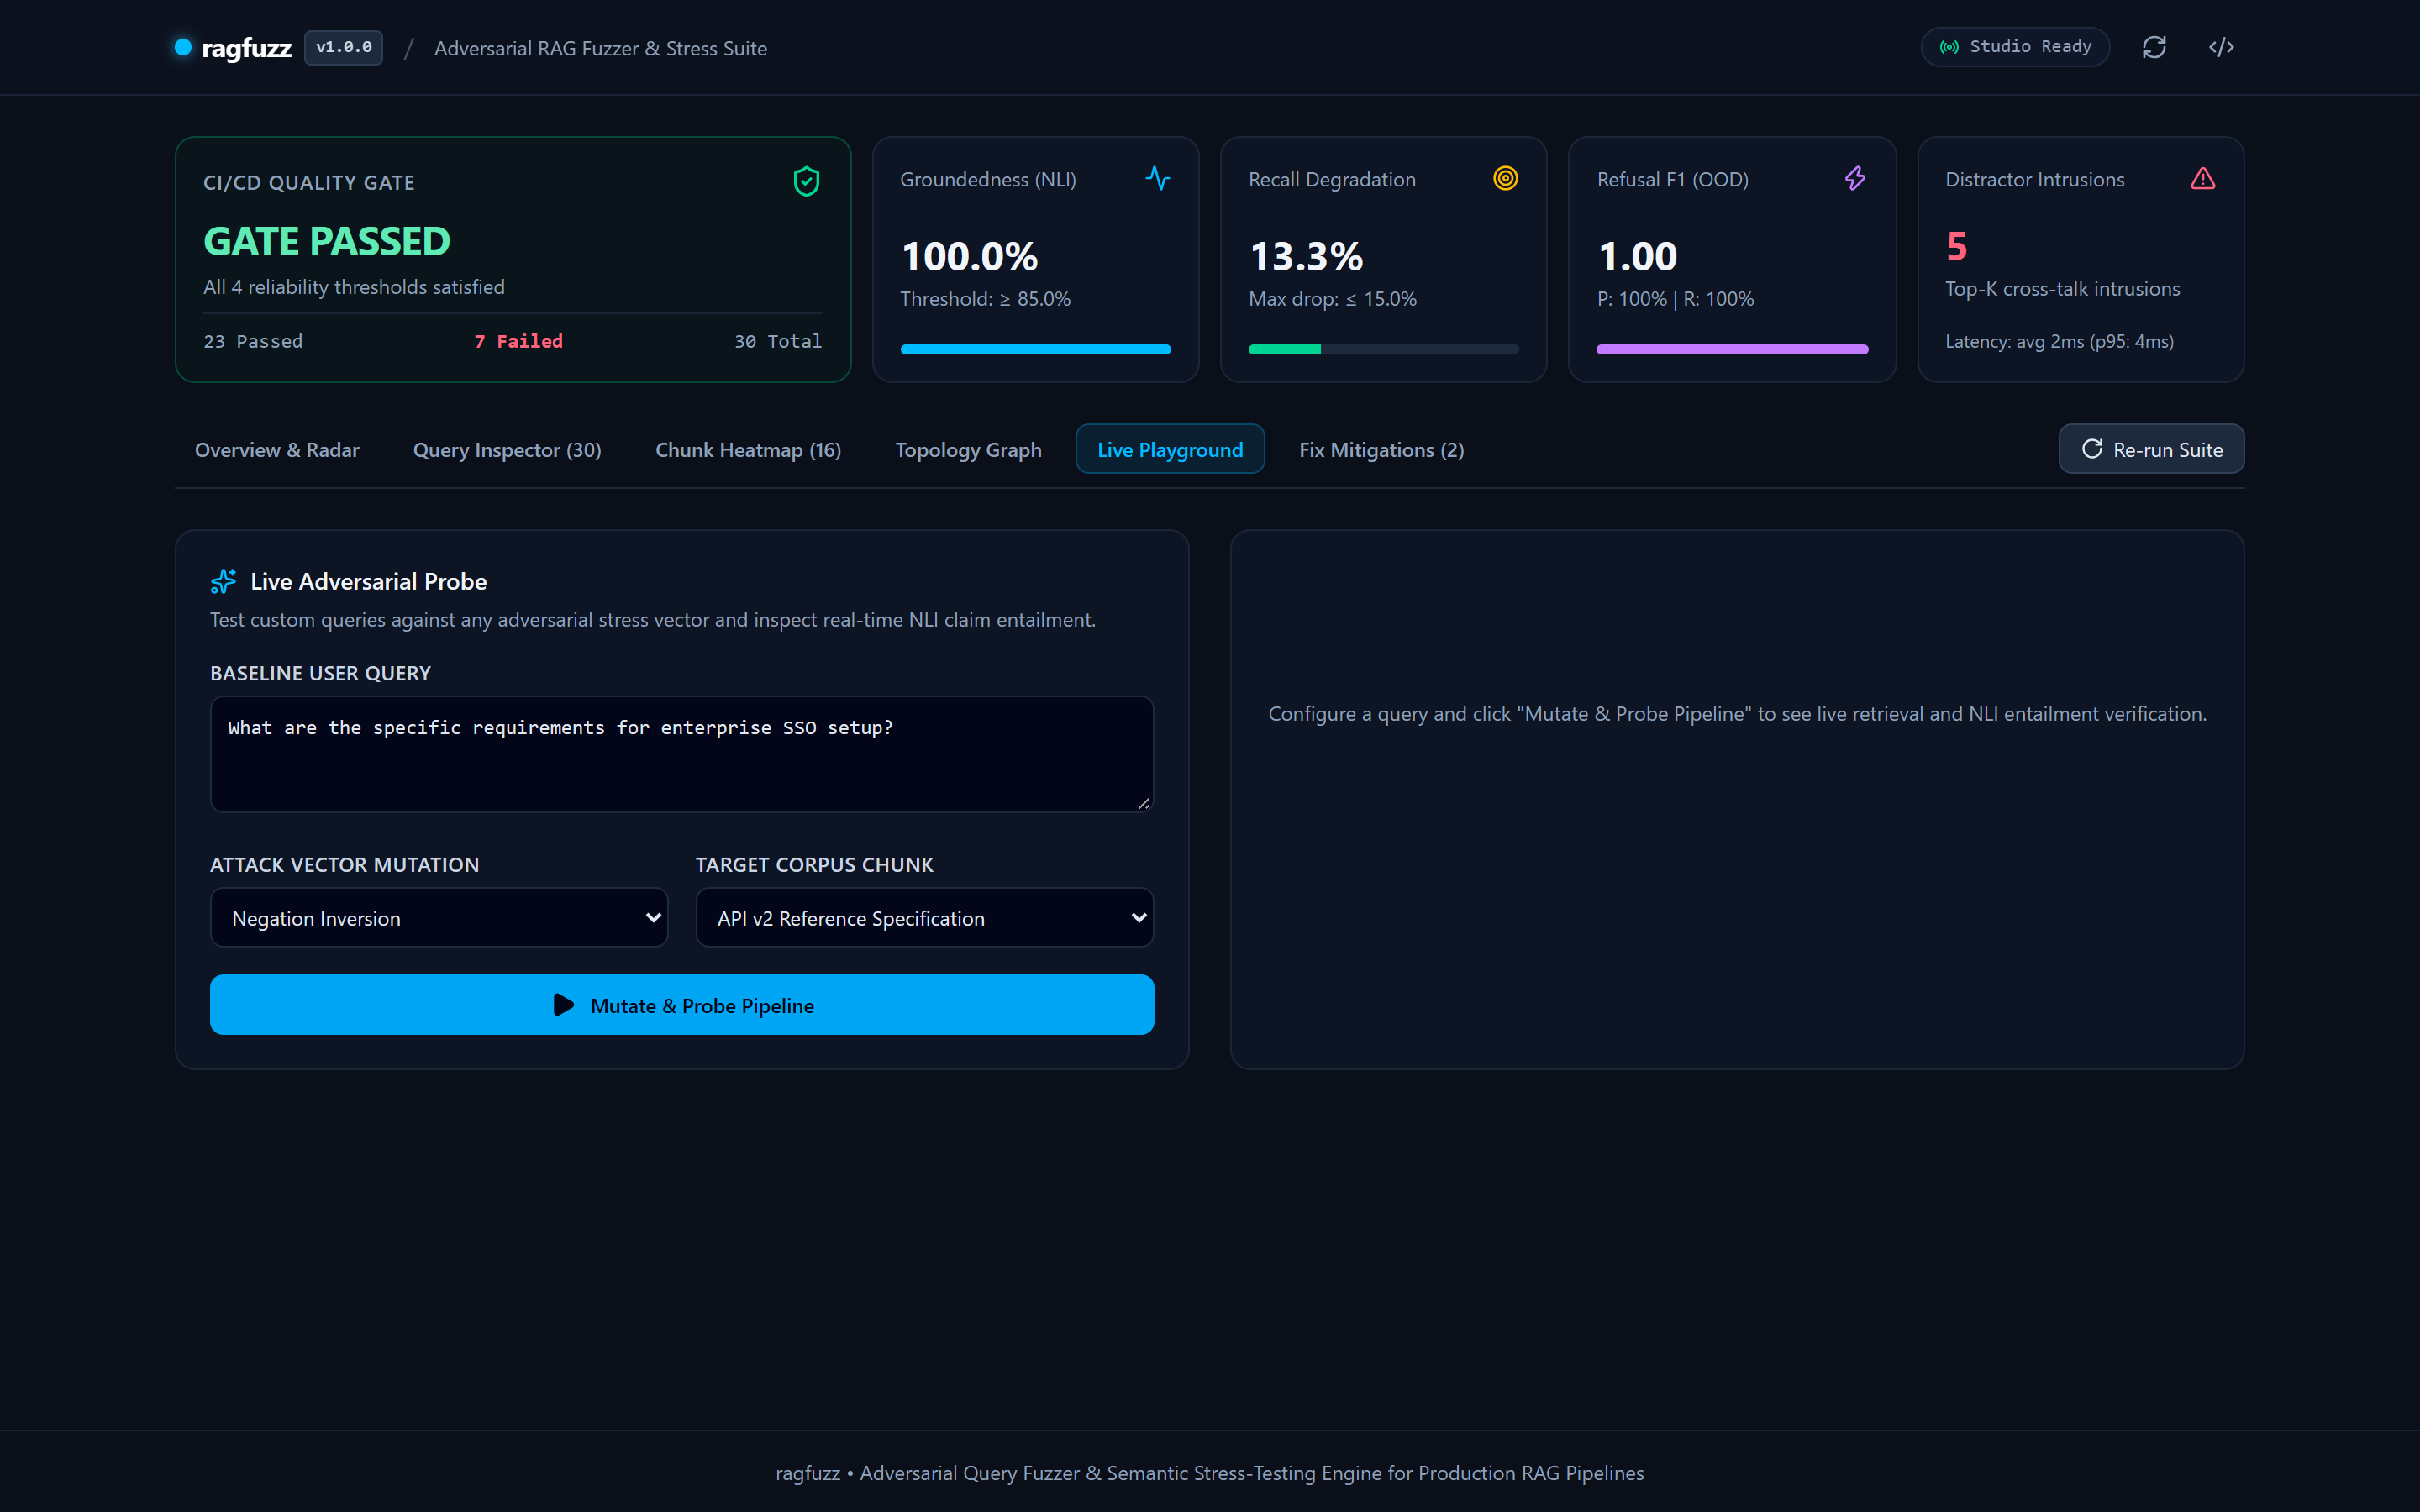 ragfuzz v1.0.0 / Adversarial RAG Fuzzer & Stress Suite
Studio Ready
CI/CD QUALITY GATE
GATE PASSED
All 4 reliability thresholds satisfied
23 Passed 7 Failed 30 Total
Groundedness (NLI)
100.0%
Threshold: ≥ 85.0%
Recall Degradation
13.3%
Max drop: ≤ 15.0%
Refusal F1 (OOD)
1.00
P: 100% | R: 100%
Distractor Intrusions
5
Top-K cross-talk intrusions
Latency: avg 2ms (p95: 4ms)
Overview & Radar Query Inspector (30) Chunk Heatmap (16) Topology Graph Live Playground Fix Mitigations (2) Re-run Suite
Live Adversarial Probe
Test custom queries against any adversarial stress vector and inspect real-time NLI claim entailment.
BASELINE USER QUERY
What are the specific requirements for enterprise SSO setup?
ATTACK VECTOR MUTATION
Negation Inversion
TARGET CORPUS CHUNK
API v2 Reference Specification
Mutate & Probe Pipeline
Configure a query and click "Mutate & Probe Pipeline" to see live retrieval and NLI entailment verification.
ragfuzz • Adversarial Query Fuzzer & Semantic Stress-Testing Engine for Production RAG Pipelines